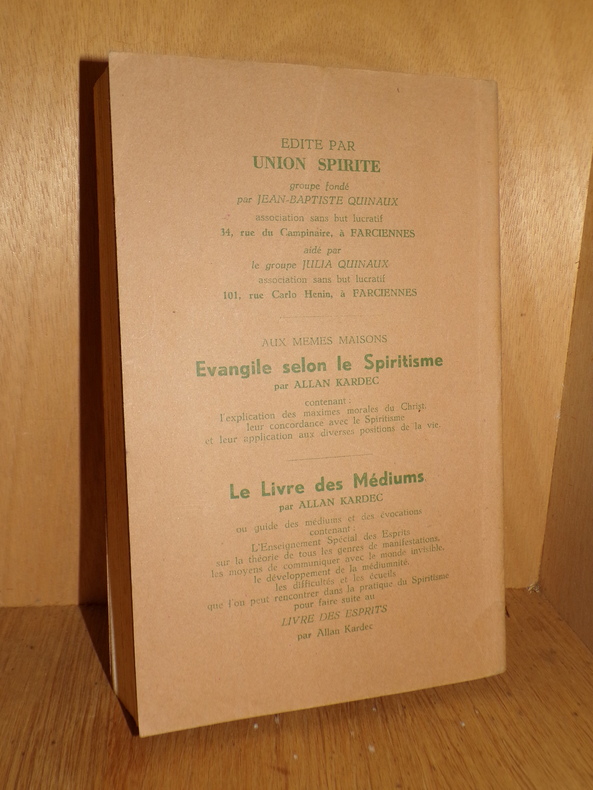 EDITE PAR
UNION SPIRITE
groupe fondé
par JEAN-BAPTISTE QUINAUX
association sans but lucratif
34, rue du Campinaire, à FARCIENNES
aidé par
le groupe JULIA QUINAUX
association sans but lucratif
101, rue Carlo Henin, à FARCIENNES
AUX MEMES MAISONS
Evangile selon le Spiritisme
par ALLAN KARDEC
contenant :
l'explication des maximes morales du Christ,
leur concordance avec le Spiritisme
et leur application aux diverses positions de la vie.
Le Livre des Médiums
par ALLAN KARDEC
ou guide des médiums et des évocations
contenant :
L'Enseignement Spécial des Esprits
sur la théorie de tous les genres de manifestations,
les moyens de communiquer avec le monde invisible,
le développement de la médiumnité,
les difficultés et les écueils
que l'on peut rencontrer dans la pratique du Spiritisme
pour faire suite au
LIVRE DES ESPRITS
par Allan Kardec